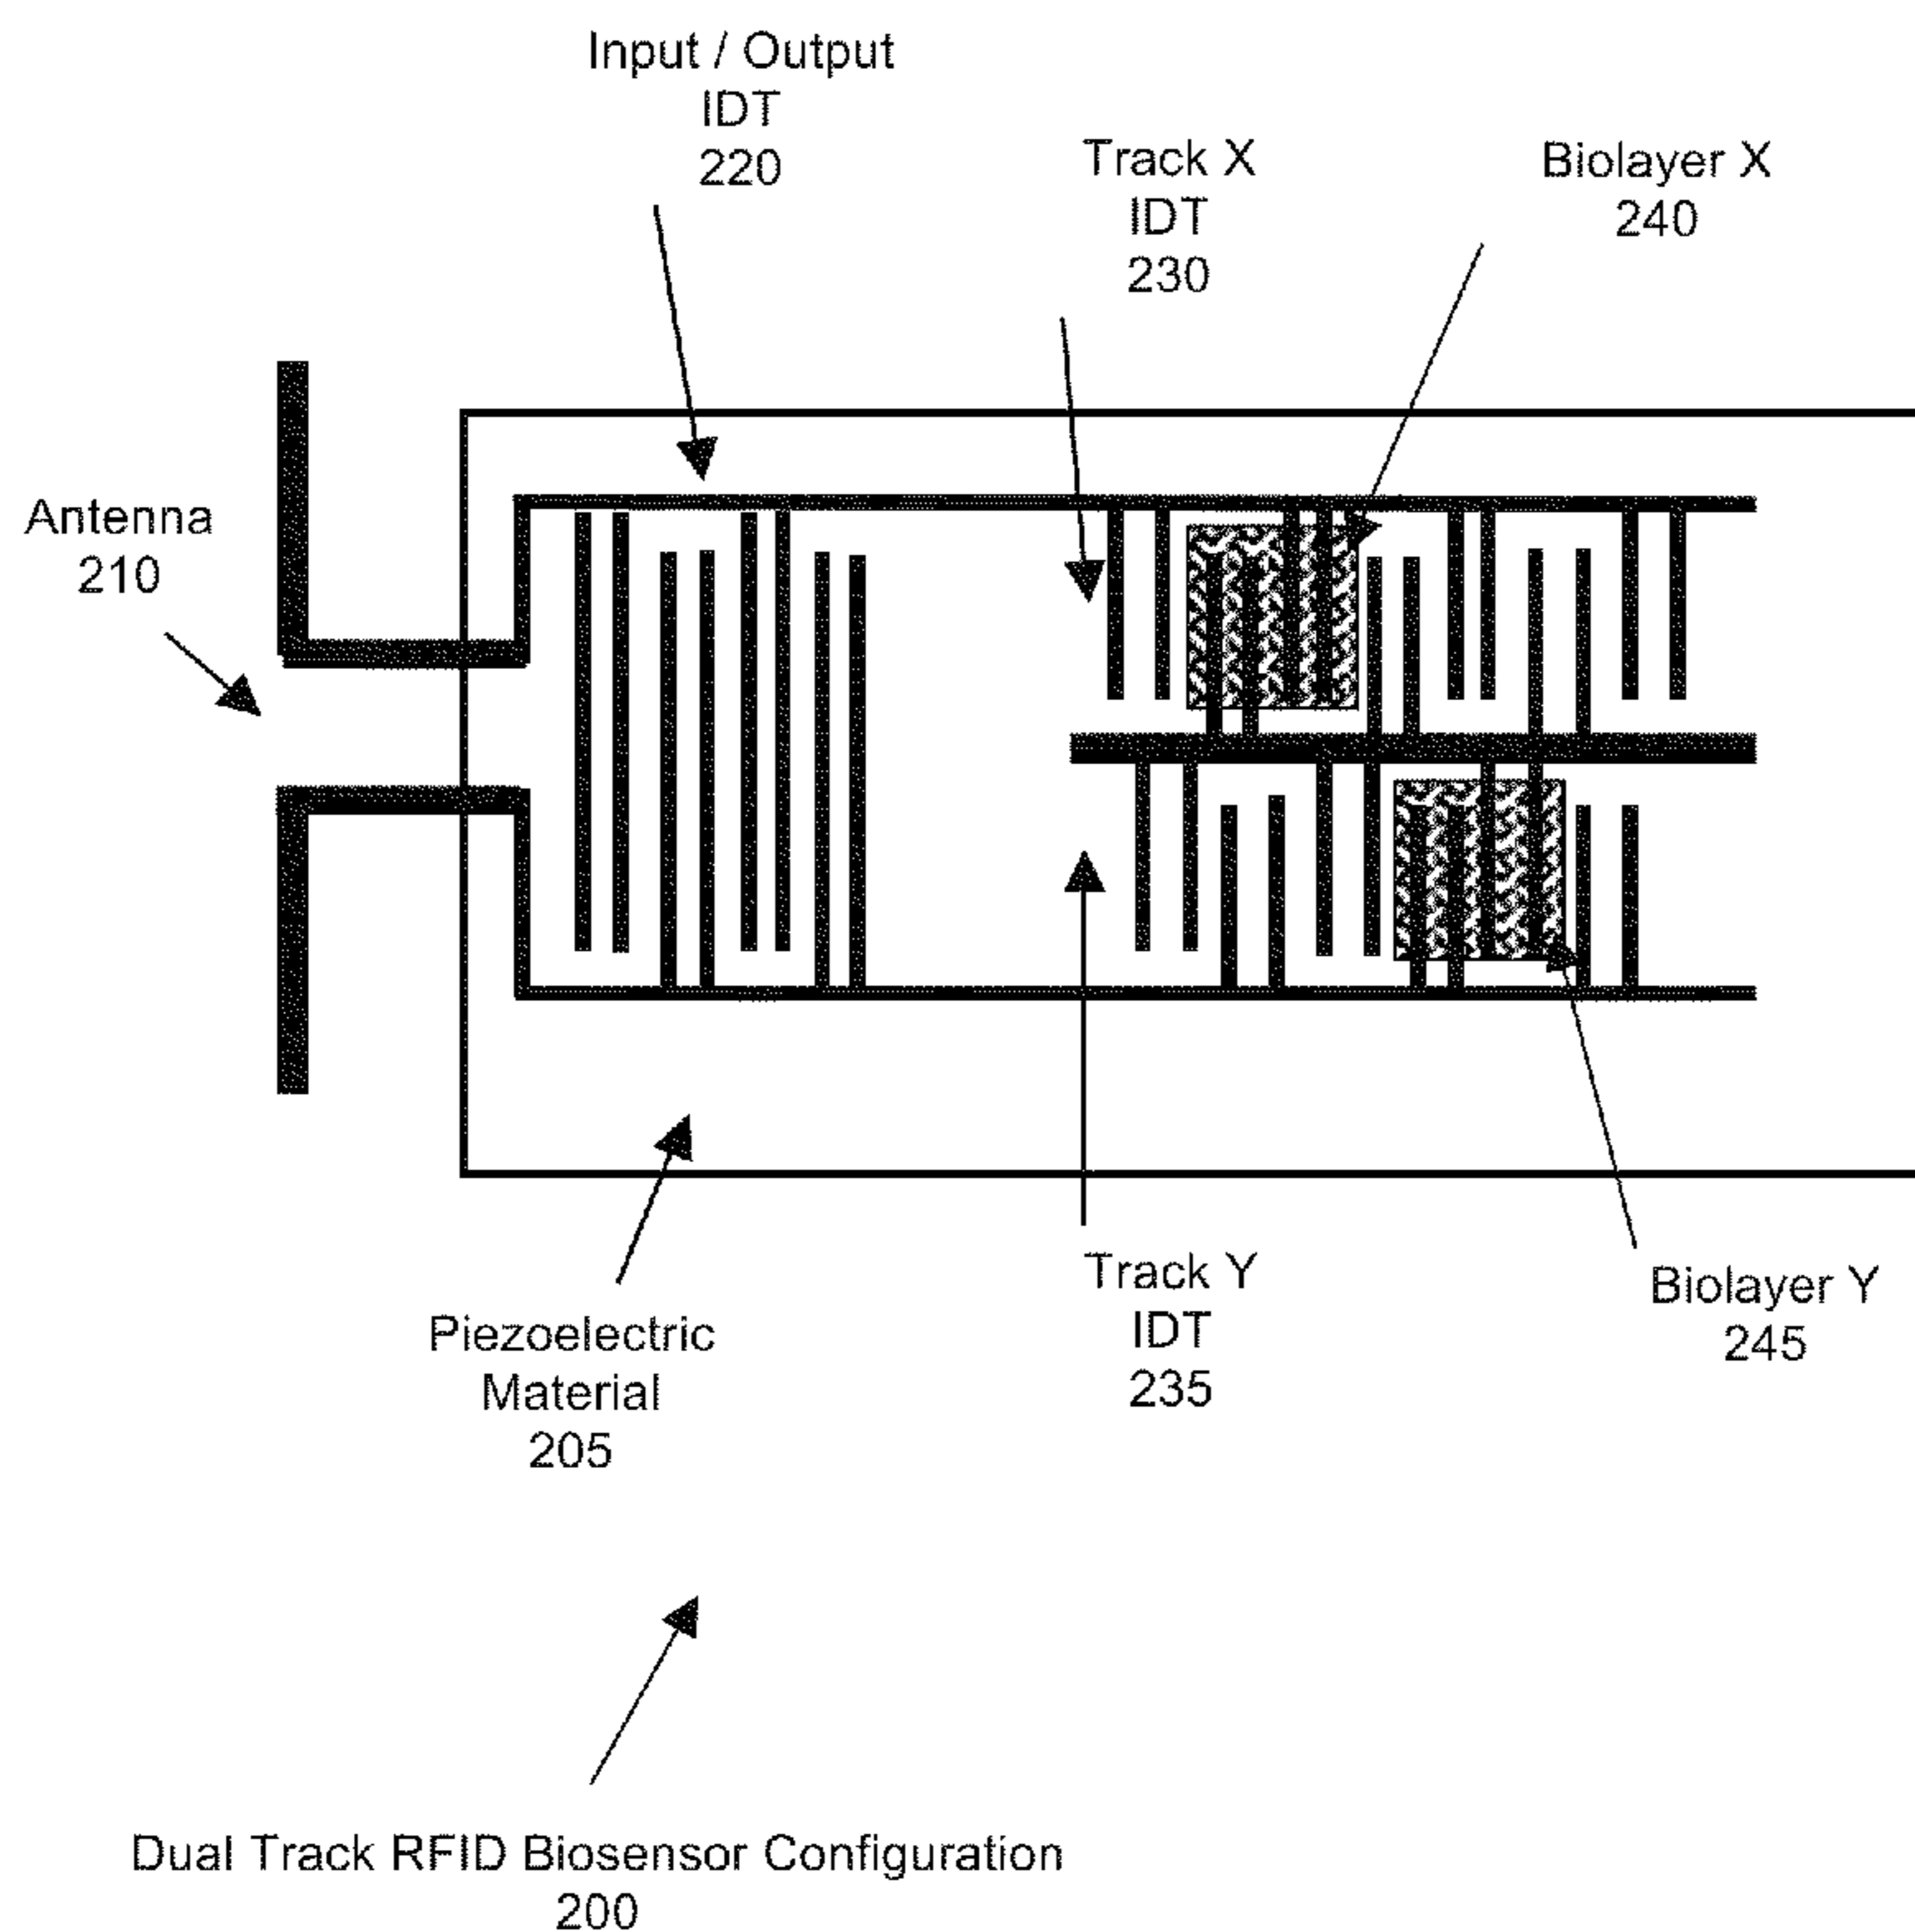 Input / Output
IDT
220
Track X
IDT
230
Biolayer X
240
Antenna
210
Piezoelectric
Material
205
Track Y
IDT
235
Biolayer Y
245
Dual Track RFID Biosensor Configuration
200